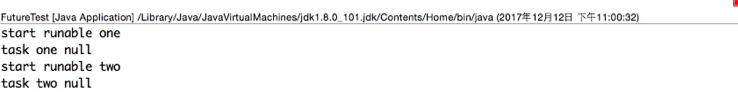 FutureTest [Java Application] /Library/Java/JavaVirtualMachines/jdk1.8.0_101.jdk/Contents/Home/bin/java (2017年12月12日 下午11:00:32)
start runable one
task one null
start runable two
task two null